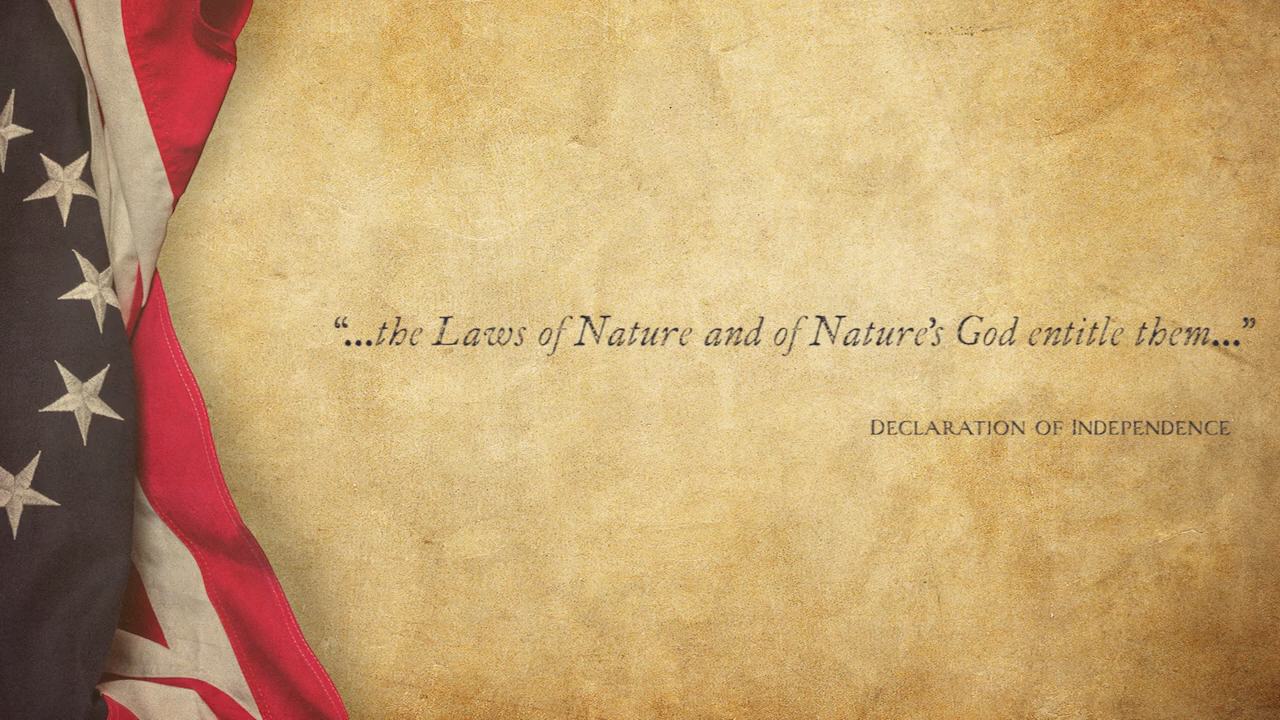 “...the Laws of Nature and of Nature’s God entitle them...”
Declaration of Independence